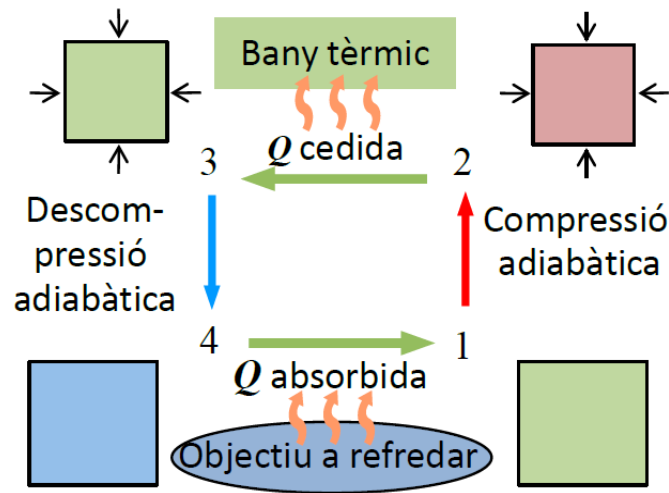 Bany tèrmic
Q cedida
3
2
Descom-
pressió
adiabàtica
Compressió
adiabàtica
4
1
Q absorbida
Objectiu a refredar